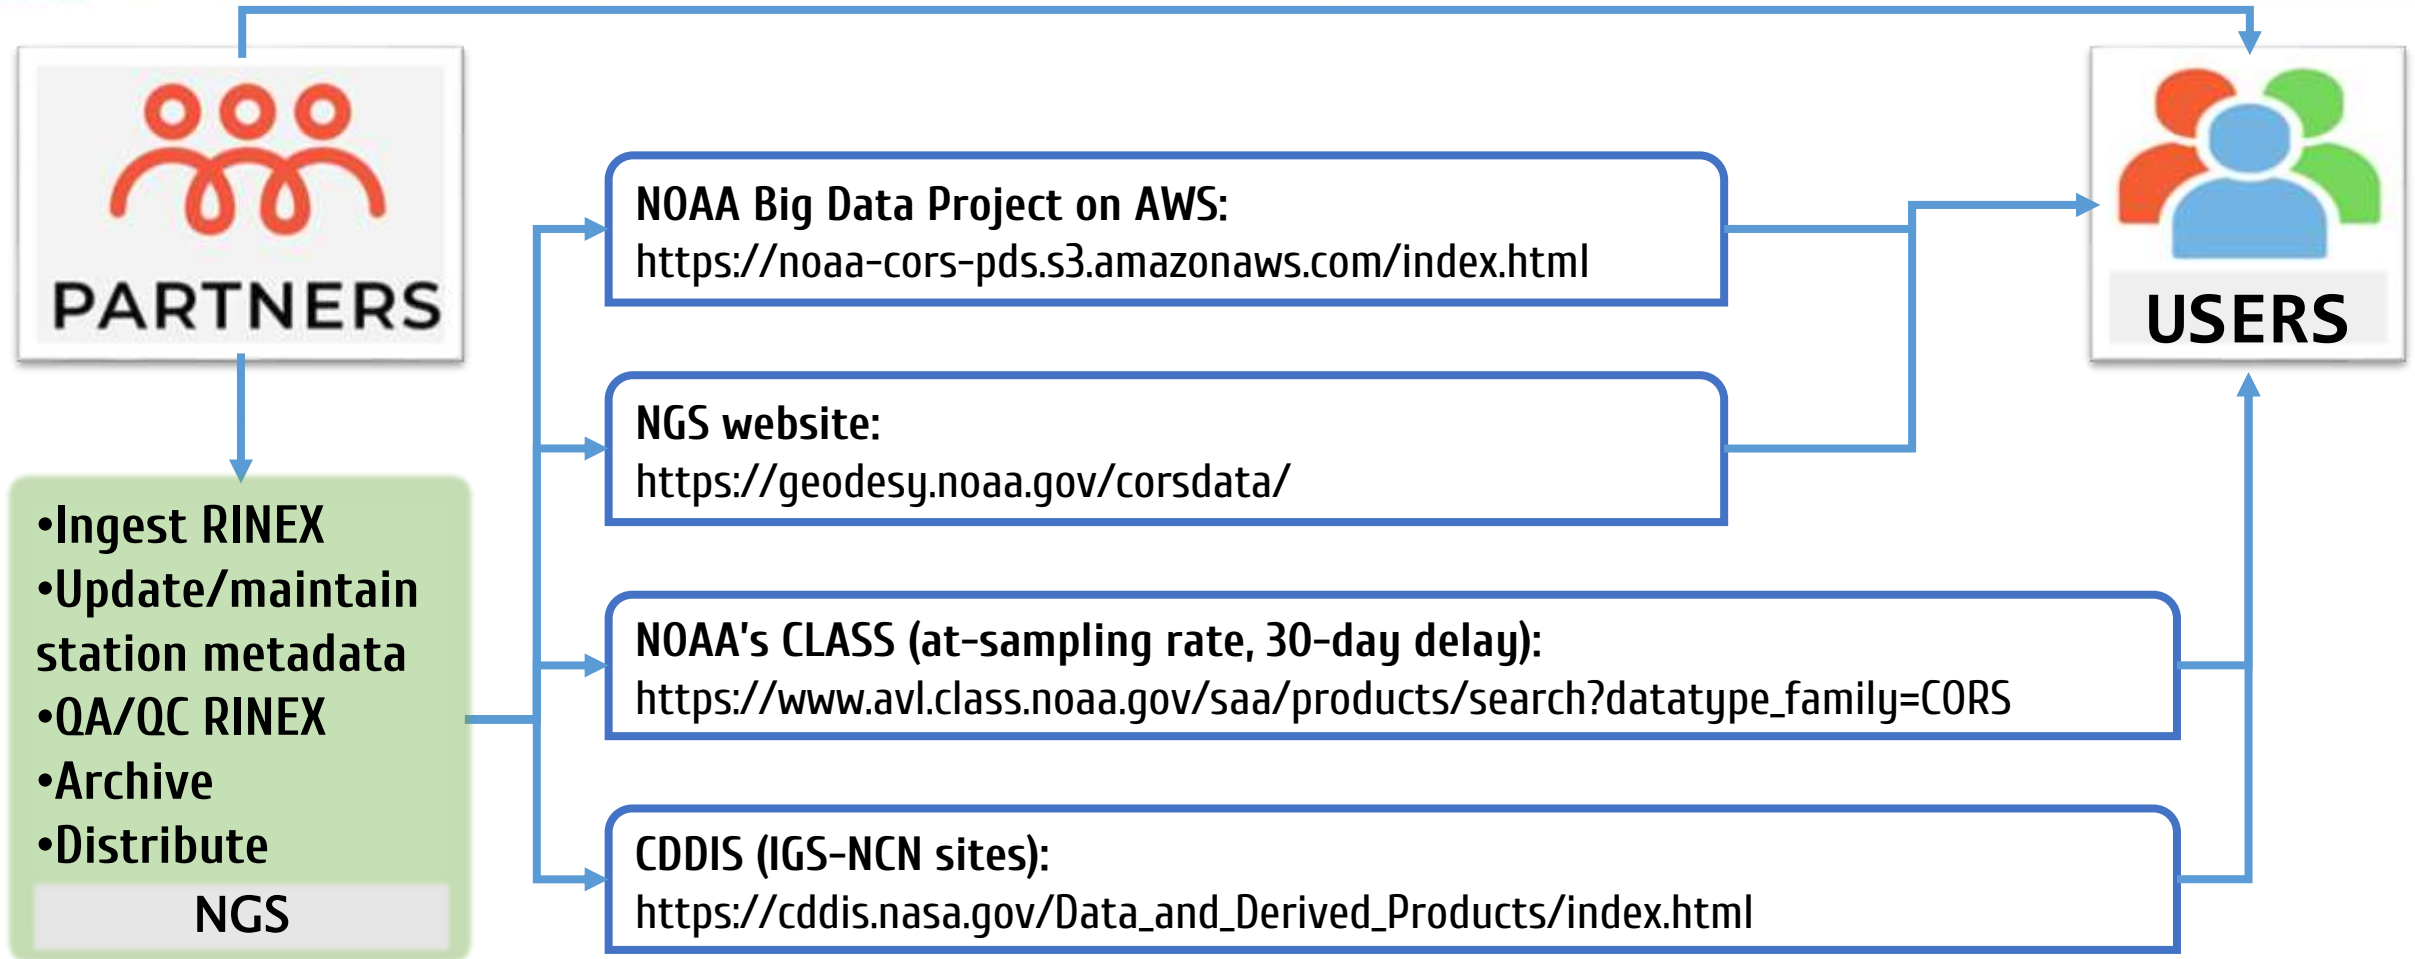 PARTNERS
•Ingest RINEX
•Update/maintain
station metadata
•QA/QC RINEX
•Archive
•Distribute
NGS
NOAA Big Data Project on AWS:
https://noaa-cors-pds.s3.amazonaws.com/index.html
NGS website:
https://geodesy.noaa.gov/corsdata/
NOAA's CLASS (at-sampling rate, 30-day delay):
https://www.avl.class.noaa.gov/saa/products/search?datatype_family=CORS
CDDIS (IGS-NCN sites):
https://cddis.nasa.gov/Data_and_Derived_Products/index.html
USERS